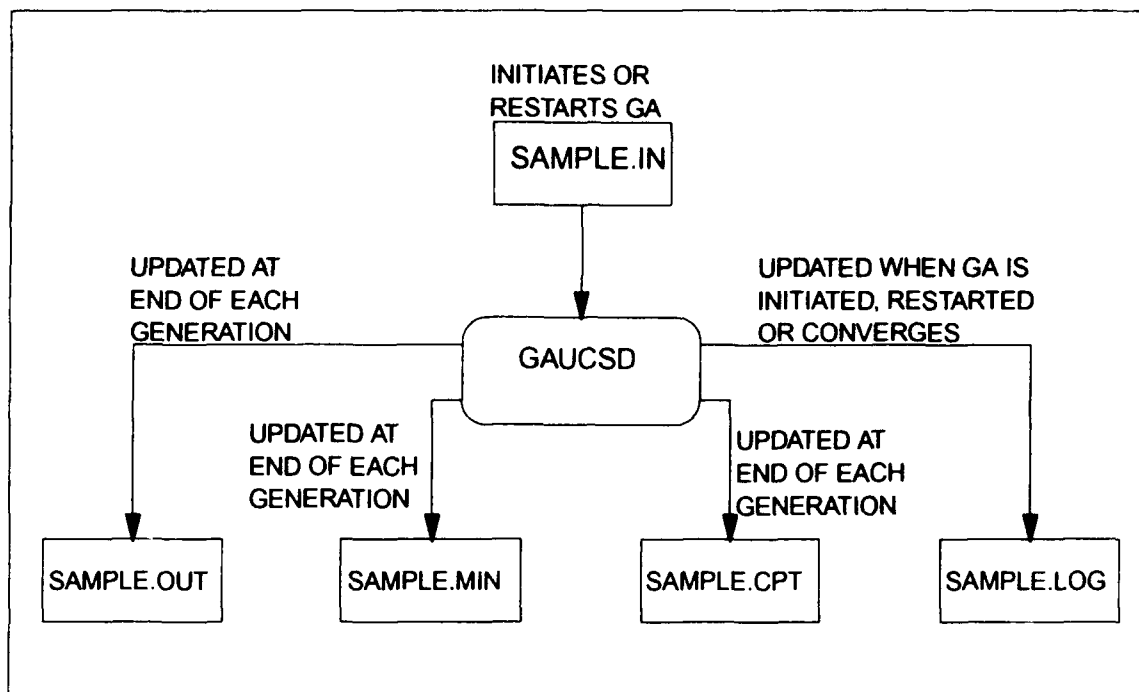 INITIATES OR
RESTARTS GA
SAMPLE.IN
UPDATED AT
END OF EACH
GENERATION
UPDATED WHEN GA IS
INITIATED, RESTARTED
OR CONVERGES
GAUCSD
UPDATED AT
END OF EACH
GENERATION
UPDATED AT
END OF EACH
GENERATION
SAMPLE.OUT
SAMPLE.MIN
SAMPLE.CPT
SAMPLE.LOG